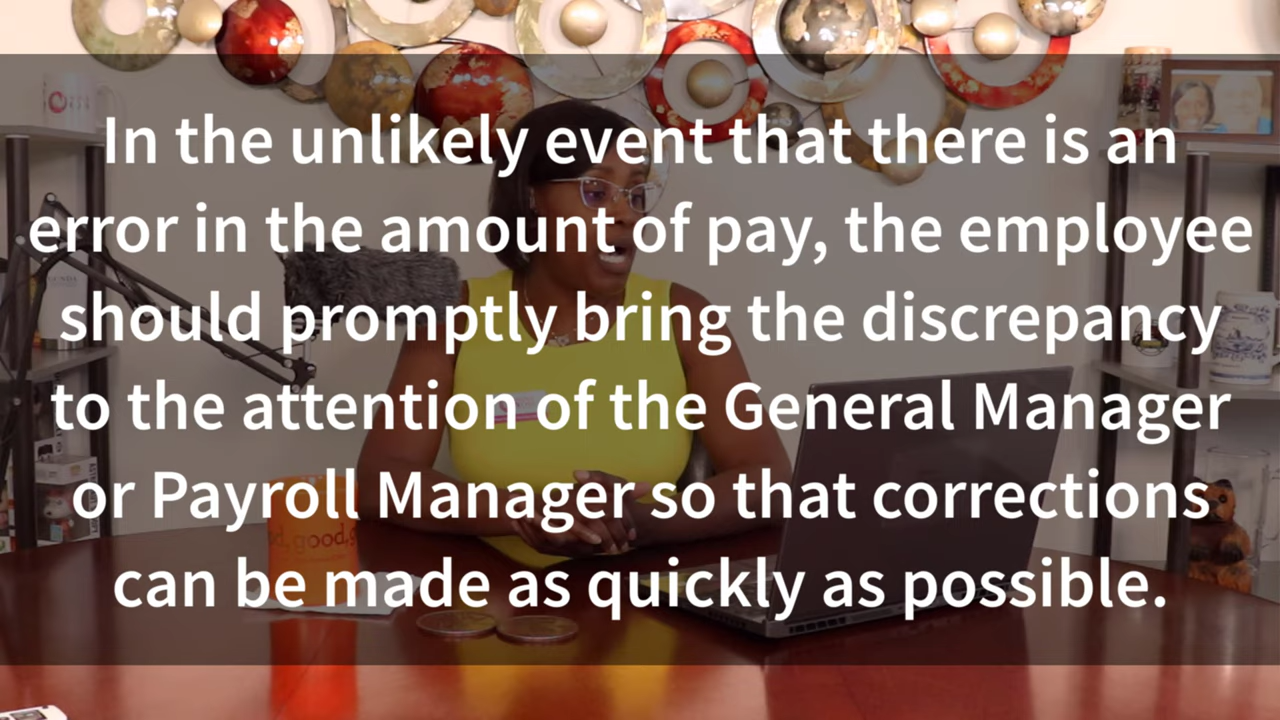 In the unlikely event that there is an
error in the amount of pay, the employee
should promptly bring the discrepancy
to the attention of the General Manager
or Payroll Manager so that corrections
can be made as quickly as possible.
good,